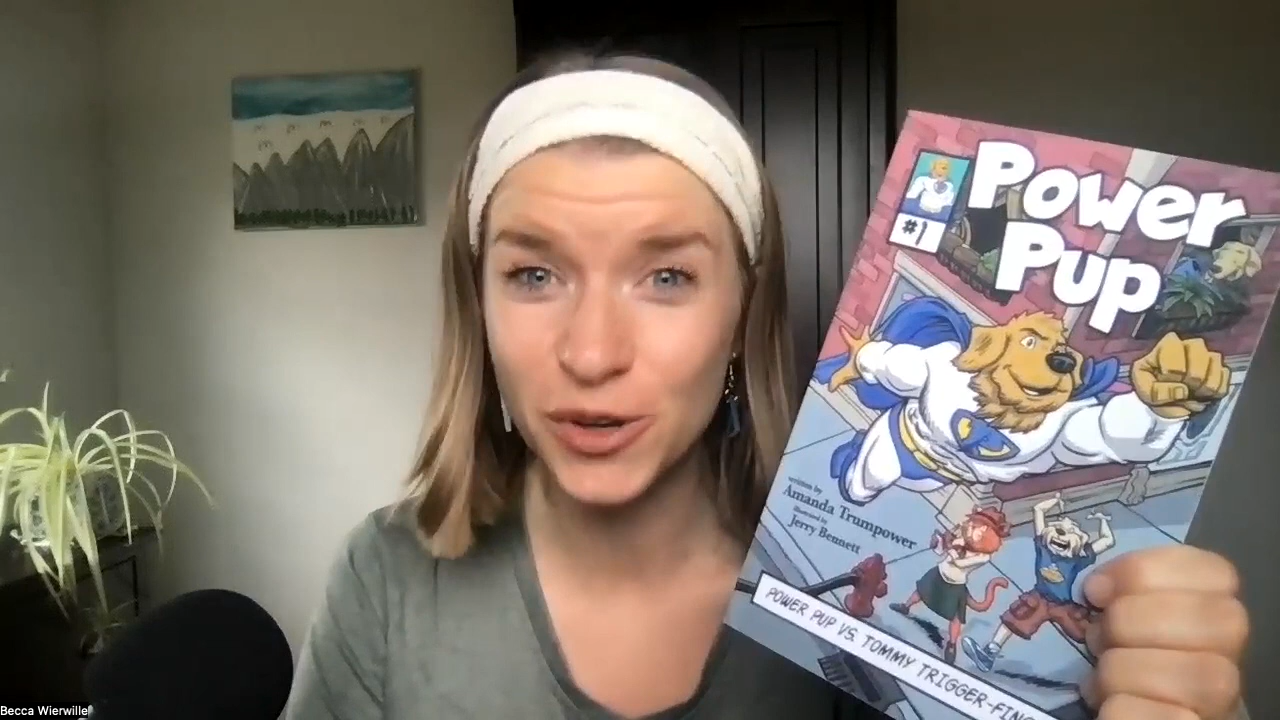 Power
Pup
#1
written by
Amanda Trumpower
illustrated by
Jerry Bennett
POWER PUP VS. TOMMY TRIGGER-FING
Becca Wierwille